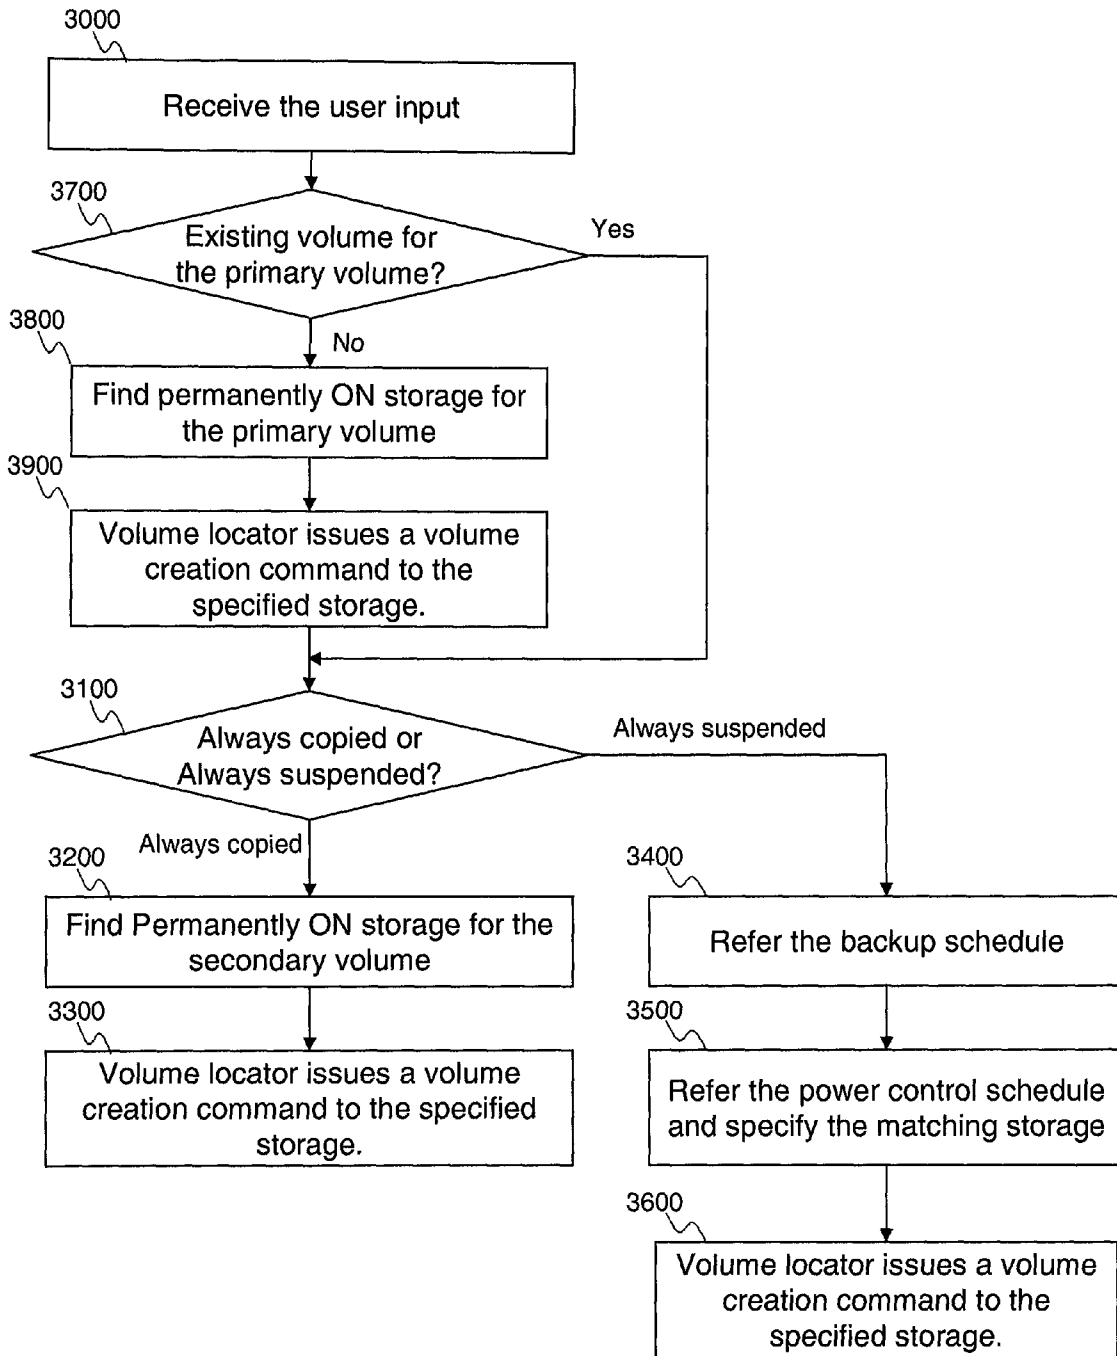 3000
Receive the user input
3700
Existing volume for
the primary volume?
Yes
No
3800
Find permanently ON storage for
the primary volume
3900
Volume locator issues a volume
creation command to the
specified storage.
3100
Always copied or
Always suspended?
Always suspended
Always copied
3200
Find Permanently ON storage for the
secondary volume
3300
Volume locator issues a volume
creation command to the specified
storage.
3400
Refer the backup schedule
3500
Refer the power control schedule
and specify the matching storage
3600
Volume locator issues a volume
creation command to the
specified storage.